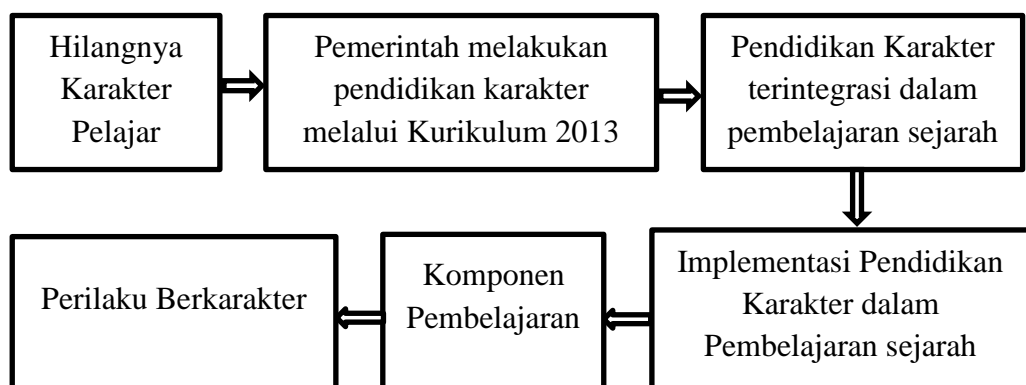 Hilangnya
Karakter
Pelajar
Pemerintah melakukan
pendidikan karakter
melalui Kurikulum 2013
Pendidikan Karakter
terintegrasi dalam
pembelajaran sejarah
Implementasi Pendidikan
Karakter dalam
Pembelajaran sejarah
Komponen
Pembelajaran
Perilaku Berkarakter